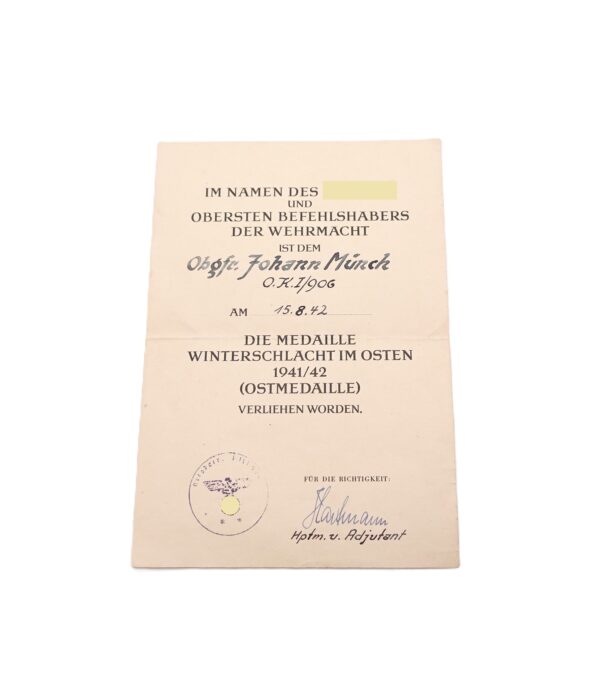 IM NAMEN DES
UND
OBERSTEN BEFEHLSHABERS
DER WEHRMACHT
IST DEM
Obgfr. Johann Münch
O.K.I/906
AM 15.8.42
DIE MEDAILLE
WINTERSCHLACHT IM OSTEN
1941/42
(OSTMEDAILLE)
VERLIEHEN WORDEN.
FÜR DIE RICHTIGKEIT:
Hptm. u. Adjutant